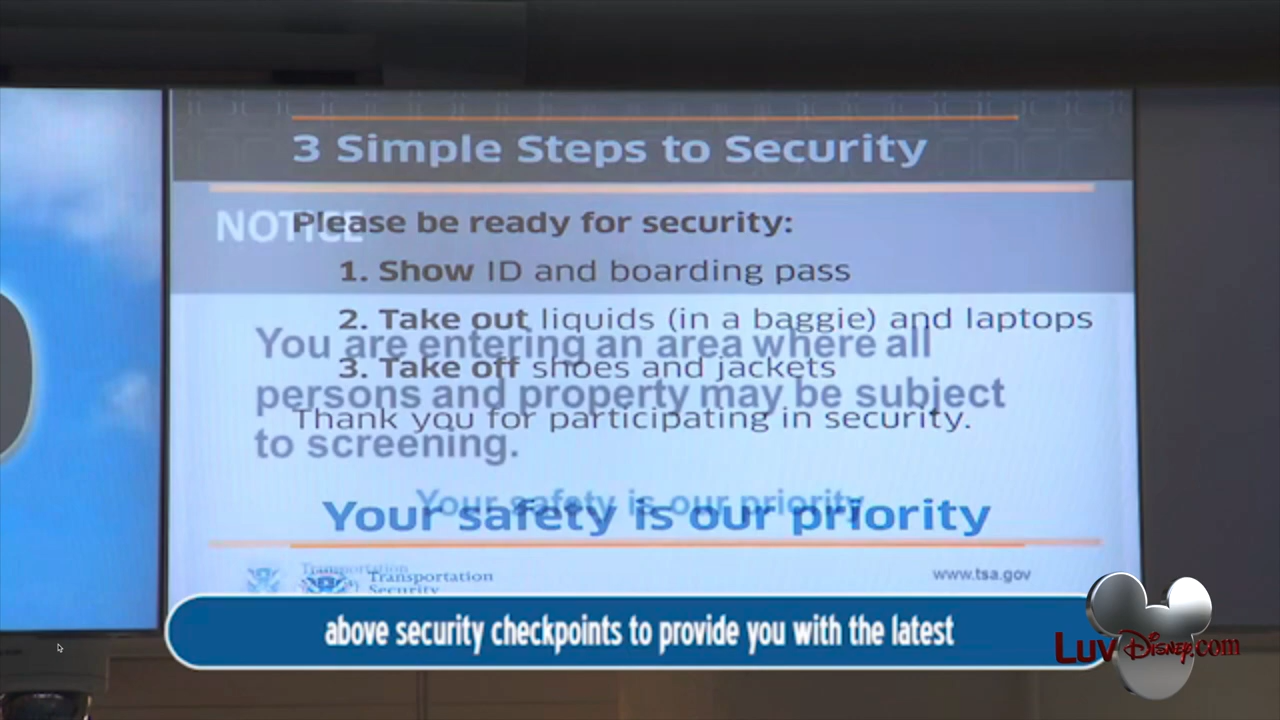 3 Simple Steps to Security
NOTICE
Please be ready for security:
1. Show ID and boarding pass
2. Take out liquids (in a baggie) and laptops
You are entering an area where all
3. Take off shoes and jackets
persons and property may be subject
Thank you for participating in security.
to screening.
Your safety is our priority
Your safety is our priority
Transportation
Transportation
Security
www.tsa.gov
above security checkpoints to provide you with the latest
LuvDisney.com